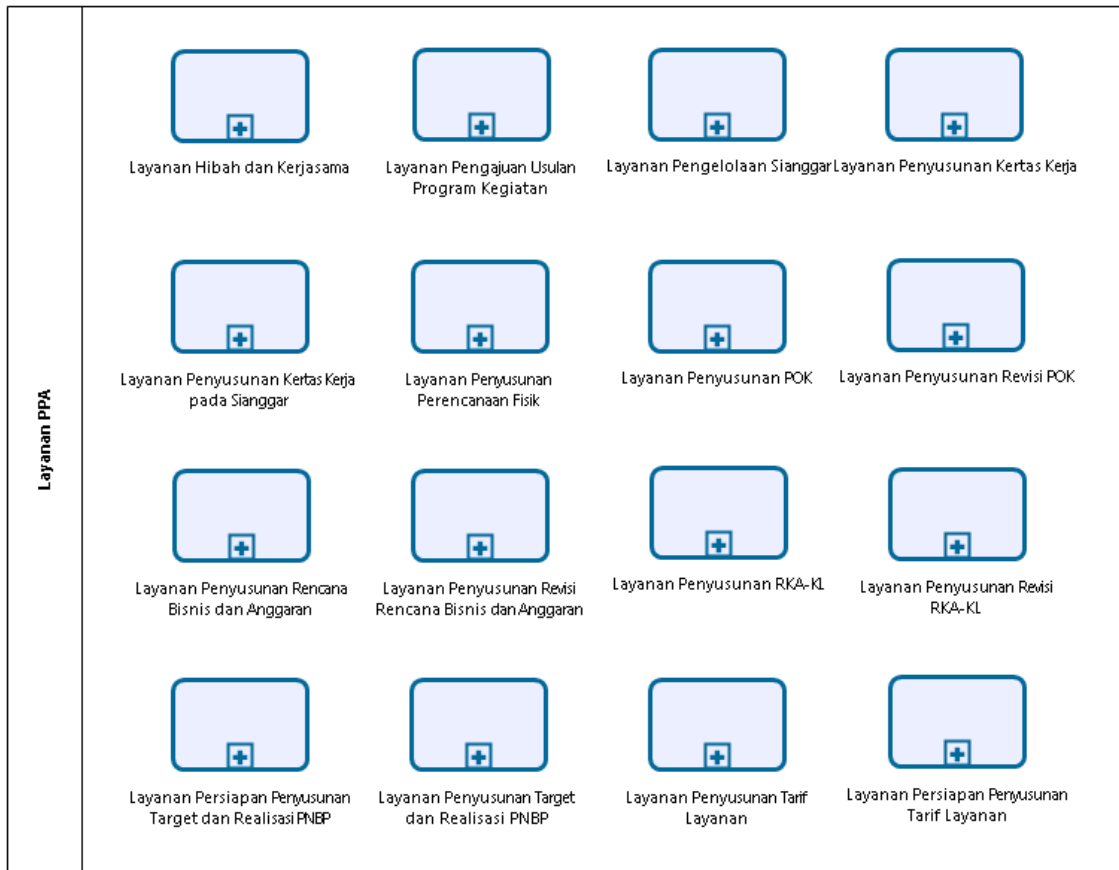 Layanan PPA
Layanan Hibah dan Kerjasama
Layanan Pengajuan Usulan
Program Kegiatan
Layanan Pengelolaan Sianggar
Layanan Penyusunan Kertas Kerja
Layanan Penyusunan Kertas Kerja
pada Sianggar
Layanan Penyusunan
Perencanaan Fisik
Layanan Penyusunan POK
Layanan Penyusunan Revisi POK
Layanan Penyusunan Rencana
Bisnis dan Anggaran
Layanan Penyusunan Revisi
Rencana Bisnis dan Anggaran
Layanan Penyusunan RKA-KL
Layanan Penyusunan Revisi
RKA-KL
Layanan Persiapan Penyusunan
Target dan Realisasi PNBP
Layanan Penyusunan Target
dan Realisasi PNBP
Layanan Penyusunan Tarif
Layanan
Layanan Persiapan Penyusunan
Tarif Layanan